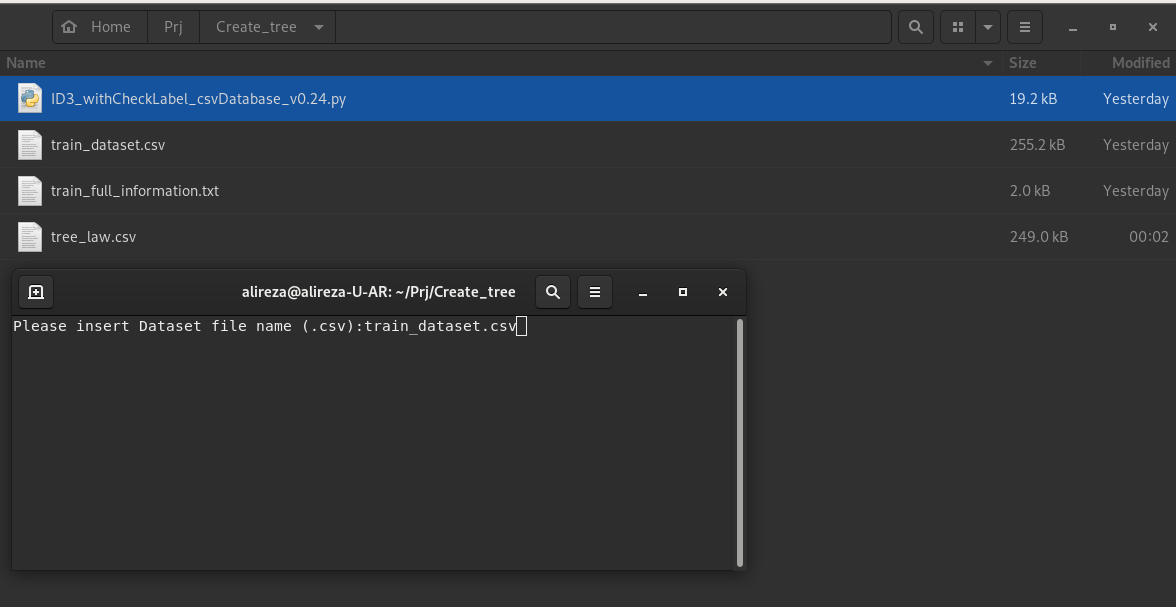 Home Prj Create_tree
Name Size Modified
ID3_withCheckLabel_csvDatabase_v0.24.py 19.2 kB Yesterday
train_dataset.csv 255.2 kB Yesterday
train_full_information.txt 2.0 kB Yesterday
tree_law.csv 249.0 kB 00:02
alireza@alireza-U-AR: ~/Prj/Create_tree
Please insert Dataset file name (.csv):train_dataset.csv